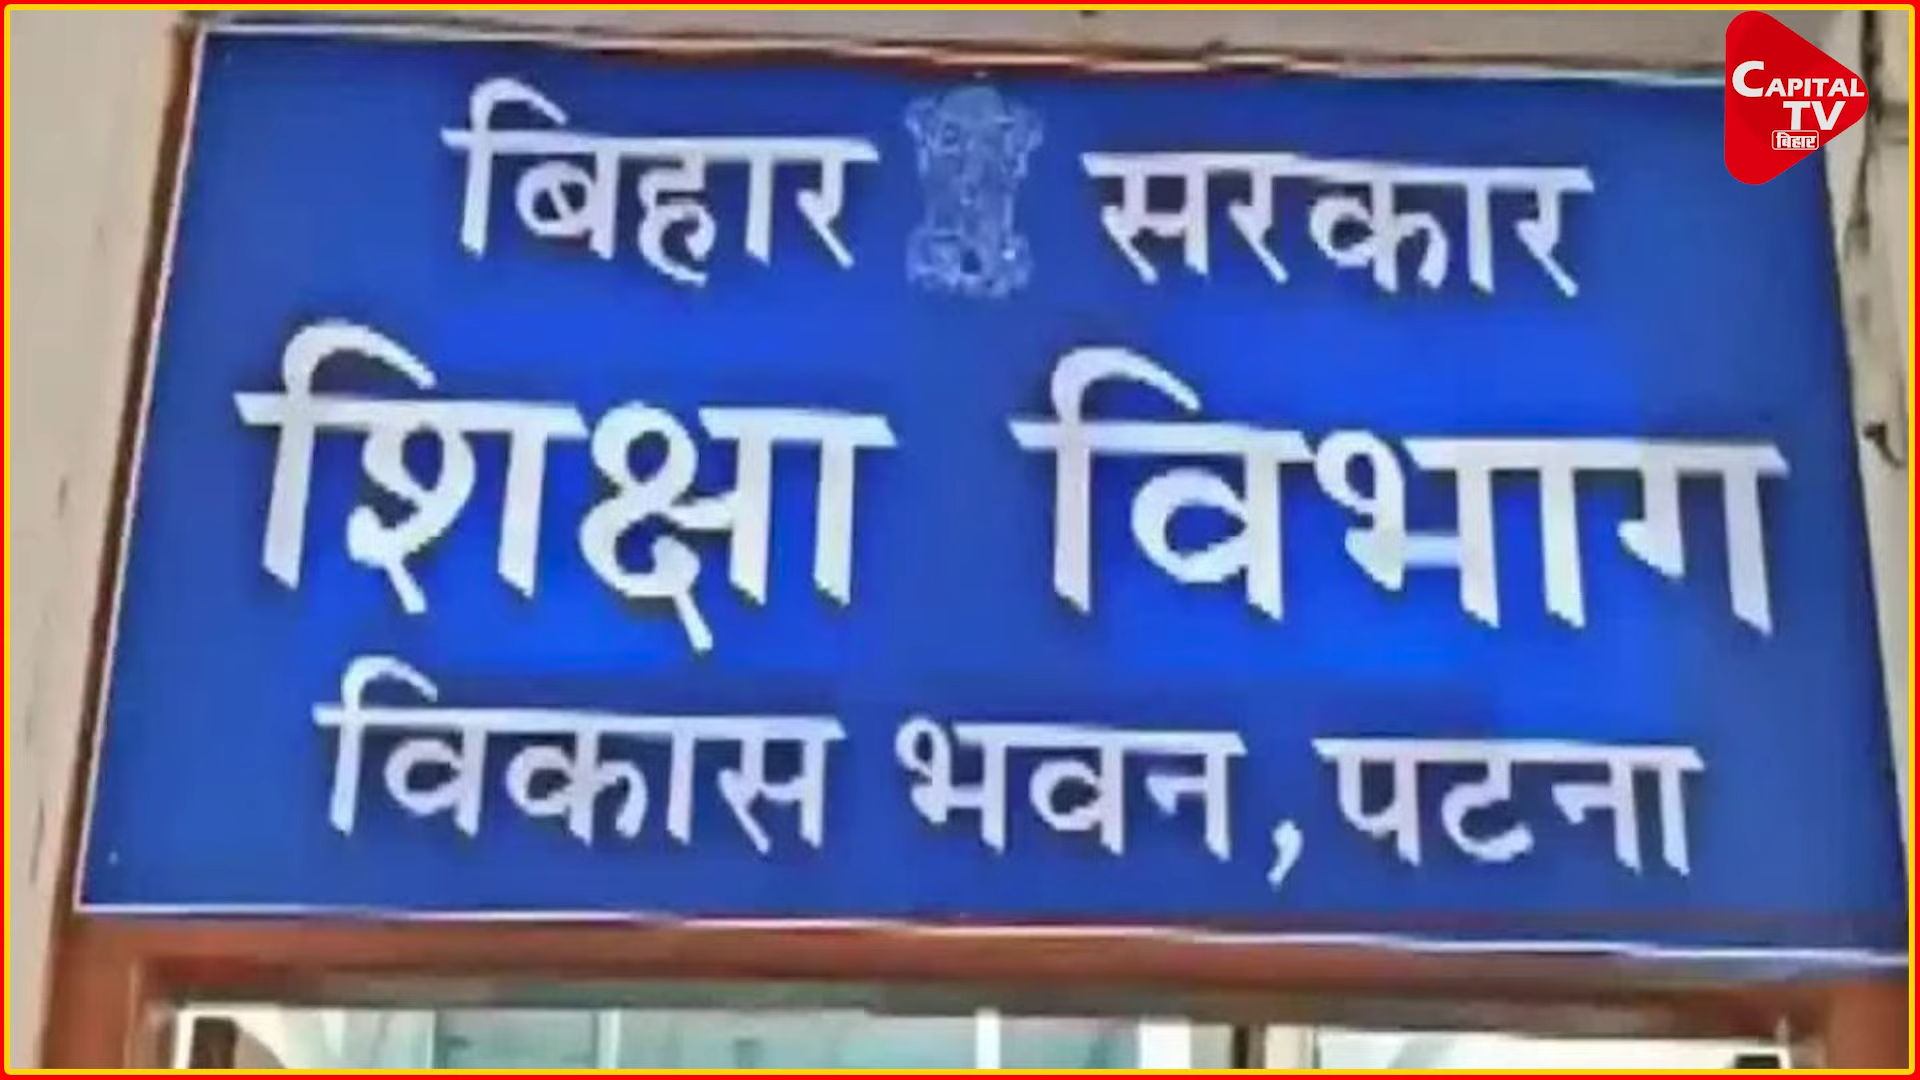 बिहार सरकार
शिक्षा विभाग
विकास भवन, पटना
CAPITAL
TV
बिहार